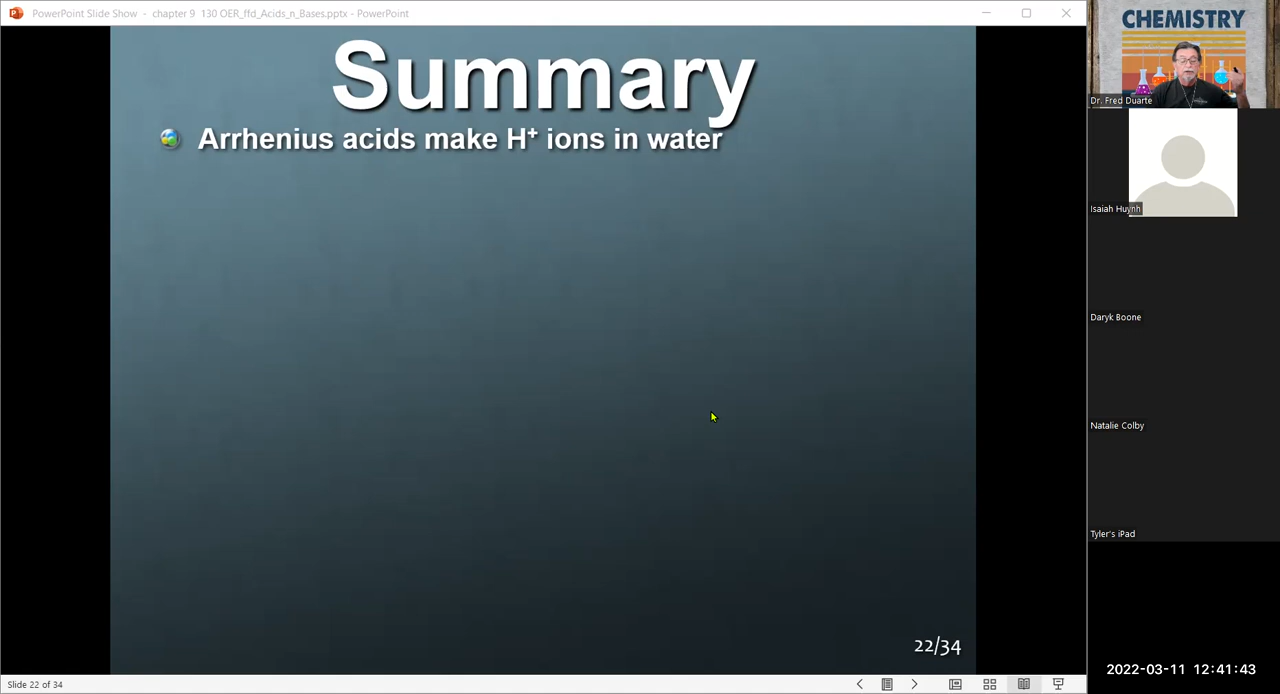 PowerPoint Slide Show - chapter 9 130 OER_ffd_Acids_n_Bases.pptx - PowerPoint
Summary
Arrhenius acids make H⁺ ions in water
22/34
Slide 22 of 34
CHEMISTRY
Dr. Fred Duarte
Isaiah Huynh
Daryk Boone
Natalie Colby
Tyler's iPad
2022-03-11 12:41:43